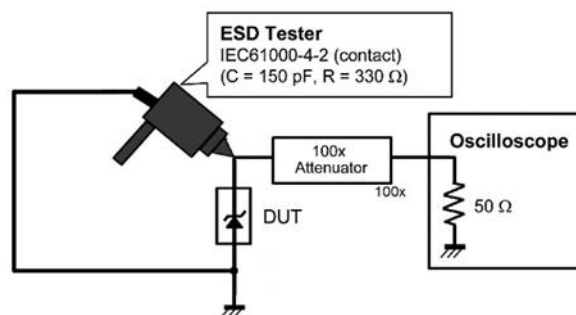 ESD Tester
IEC61000-4-2 (contact)
(C = 150 pF, R = 330 Ω)
100x
Attenuator
100x
Oscilloscope
50 Ω
DUT